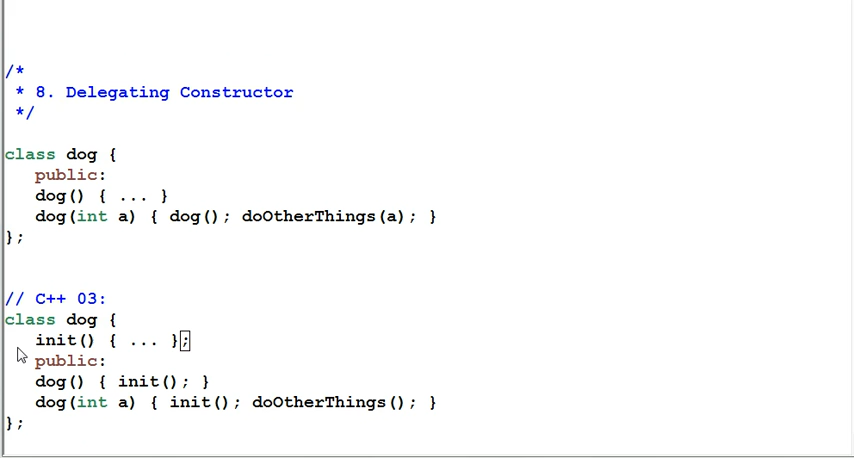 /*
 * 8. Delegating Constructor
 */
class dog {
   public:
   dog() { ... }
   dog(int a) { dog(); doOtherThings(a); }
};
// C++ 03:
class dog {
   init() { ... };
   public:
   dog() { init(); }
   dog(int a) { init(); doOtherThings(); }
};